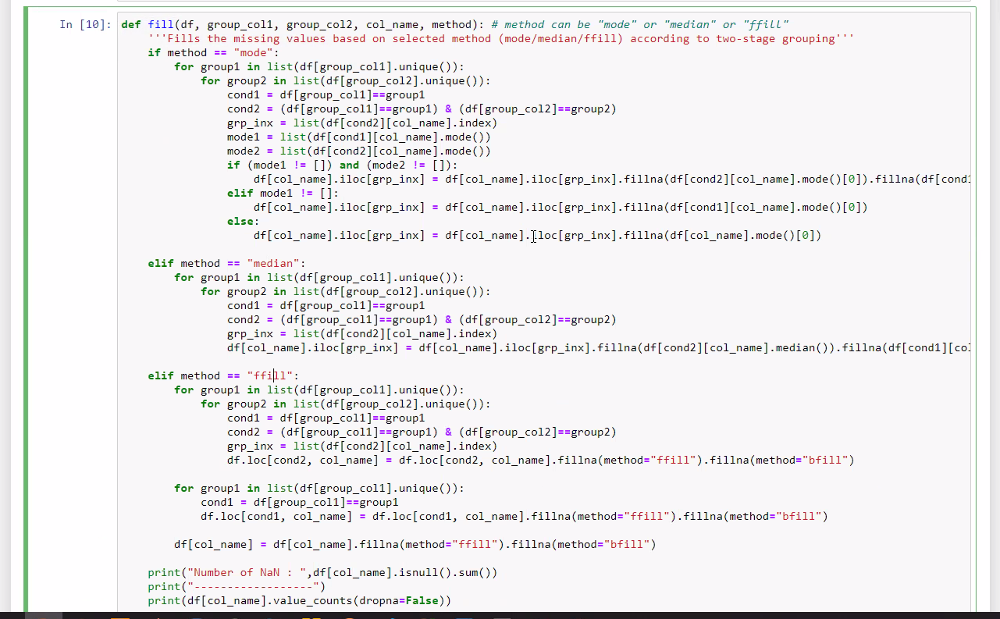 In [10]: def fill(df, group_col1, group_col2, col_name, method): # method can be "mode" or "median" or "ffill"
    '''Fills the missing values based on selected method (mode/median/ffill) according to two-stage grouping'''
    if method == "mode":
        for group1 in list(df[group_col1].unique()):
            for group2 in list(df[group_col2].unique()):
                cond1 = df[group_col1]==group1
                cond2 = (df[group_col1]==group1) & (df[group_col2]==group2)
                grp_inx = list(df[cond2][col_name].index)
                mode1 = list(df[cond1][col_name].mode())
                mode2 = list(df[cond2][col_name].mode())
                if (mode1 != []) and (mode2 != []):
                    df[col_name].iloc[grp_inx] = df[col_name].iloc[grp_inx].fillna(df[cond2][col_name].mode()[0]).fillna(df[cond1
                elif mode1 != []:
                    df[col_name].iloc[grp_inx] = df[col_name].iloc[grp_inx].fillna(df[cond1][col_name].mode()[0])
                else:
                    df[col_name].iloc[grp_inx] = df[col_name].iloc[grp_inx].fillna(df[col_name].mode()[0])
    elif method == "median":
        for group1 in list(df[group_col1].unique()):
            for group2 in list(df[group_col2].unique()):
                cond1 = df[group_col1]==group1
                cond2 = (df[group_col1]==group1) & (df[group_col2]==group2)
                grp_inx = list(df[cond2][col_name].index)
                df[col_name].iloc[grp_inx] = df[col_name].iloc[grp_inx].fillna(df[cond2][col_name].median()).fillna(df[cond1][col
    elif method == "ffill":
        for group1 in list(df[group_col1].unique()):
            for group2 in list(df[group_col2].unique()):
                cond1 = df[group_col1]==group1
                cond2 = (df[group_col1]==group1) & (df[group_col2]==group2)
                grp_inx = list(df[cond2][col_name].index)
                df.loc[cond2, col_name] = df.loc[cond2, col_name].fillna(method="ffill").fillna(method="bfill")
        for group1 in list(df[group_col1].unique()):
            cond1 = df[group_col1]==group1
            df.loc[cond1, col_name] = df.loc[cond1, col_name].fillna(method="ffill").fillna(method="bfill")
        df[col_name] = df[col_name].fillna(method="ffill").fillna(method="bfill")
    print("Number of NaN : ",df[col_name].isnull().sum())
    print("------------------")
    print(df[col_name].value_counts(dropna=False))